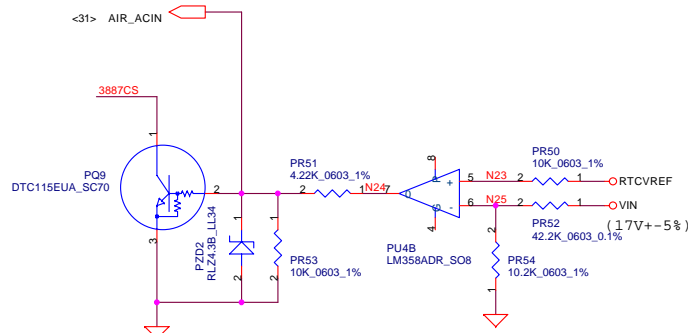 <31> AIR_ACIN
3887CS
1
PQ9
DTC115EUA_SC70
2
3
1
PZD2
RLZ4.3B_LL34
2
1
PR53
10K_0603_1%
2
PR51
4.22K_0603_1%
2
1
N24
7
O
8
P
+
-
G
4
5
6
PU4B
LM358ADR_SO8
N23
N25
2
PR50
10K_0603_1%
1
RTCVREF
2
1
VIN
PR52
42.2K_0603_0.1%
(17V+-5%)
2
PR54
10.2K_0603_1%
1